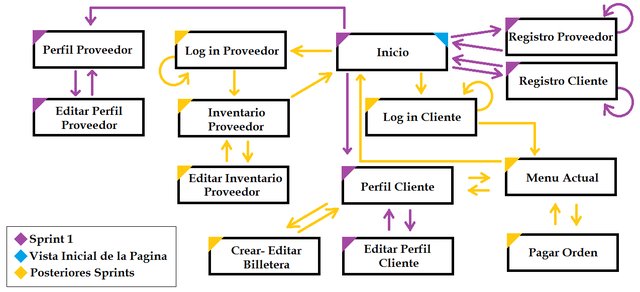 Perfil Proveedor
Log in Proveedor
Inicio
Registro Proveedor
Registro Cliente
Editar Perfil
Proveedor
Inventario
Proveedor
Log in Cliente
Editar Inventario
Proveedor
Perfil Cliente
Menu Actual
Crear- Editar
Billetera
Editar Perfil
Cliente
Pagar Orden
Sprint 1
Vista Inicial de la Pagina
Posteriores Sprints